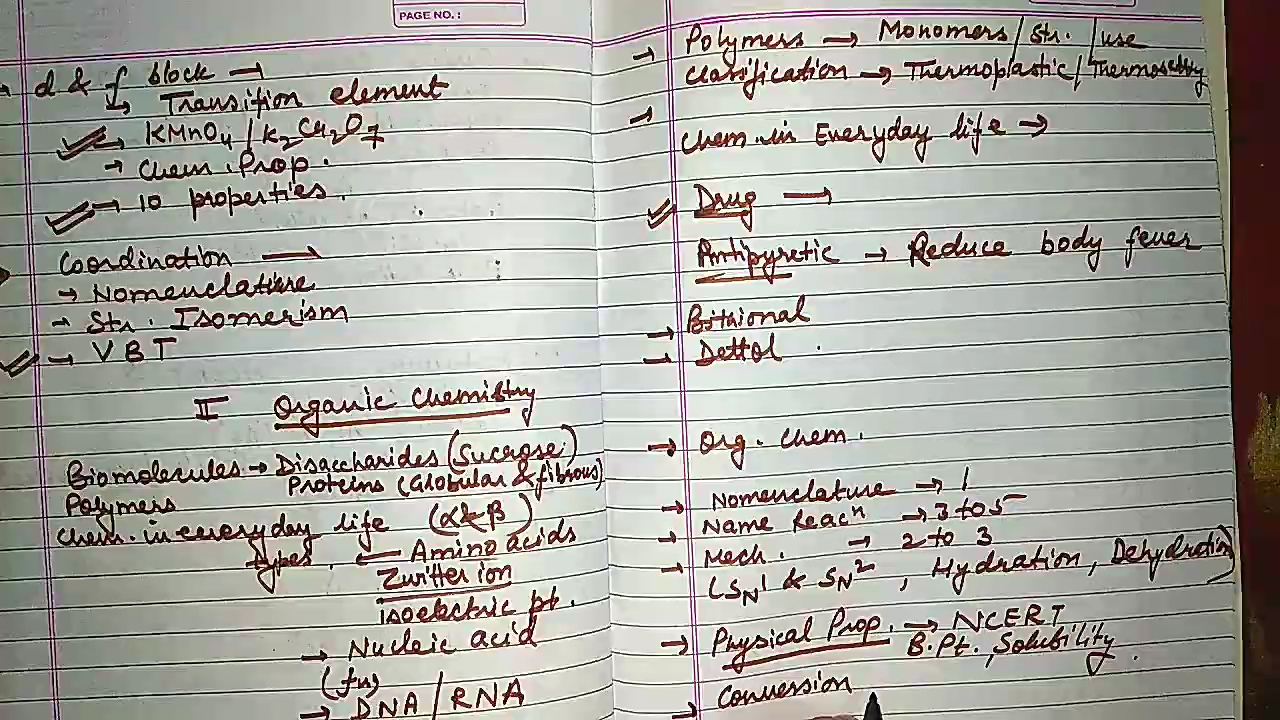 PAGE NO. :
d & f block →
↳ Transition element
→ KMnO4 / K2Cr2O7
→ Chem. Prop.
→ 10 properties.
Coordination →
→ Nomenclature
→ Str. Isomerism
→ VBT
II Organic Chemistry
Biomolecules → Disaccharides (Sucrose)
Proteins (Globular & fibrous)
Polymers
Chem. in everyday life (α & β)
types. ← Amino acids
Zwitter ion
isoelectric pt.
→ Nucleic acid
(fn)
→ DNA / RNA
→ Polymers → Monomers / Str. / use
Classification → Thermoplastic / Thermosetting
→ Chem. in Everyday life →
Drug →
Antipyretic → Reduce body fever
→ Bithional
→ Dettol .
→ Org. Chem.
→ Nomenclature → 1
→ Name Reacn → 3 to 5
→ Mech. → 2 to 3
(SN1 & SN2, Hydration, Dehydration)
→ Physical Prop. → NCERT
B.Pt., Solubility.
→ Conversion